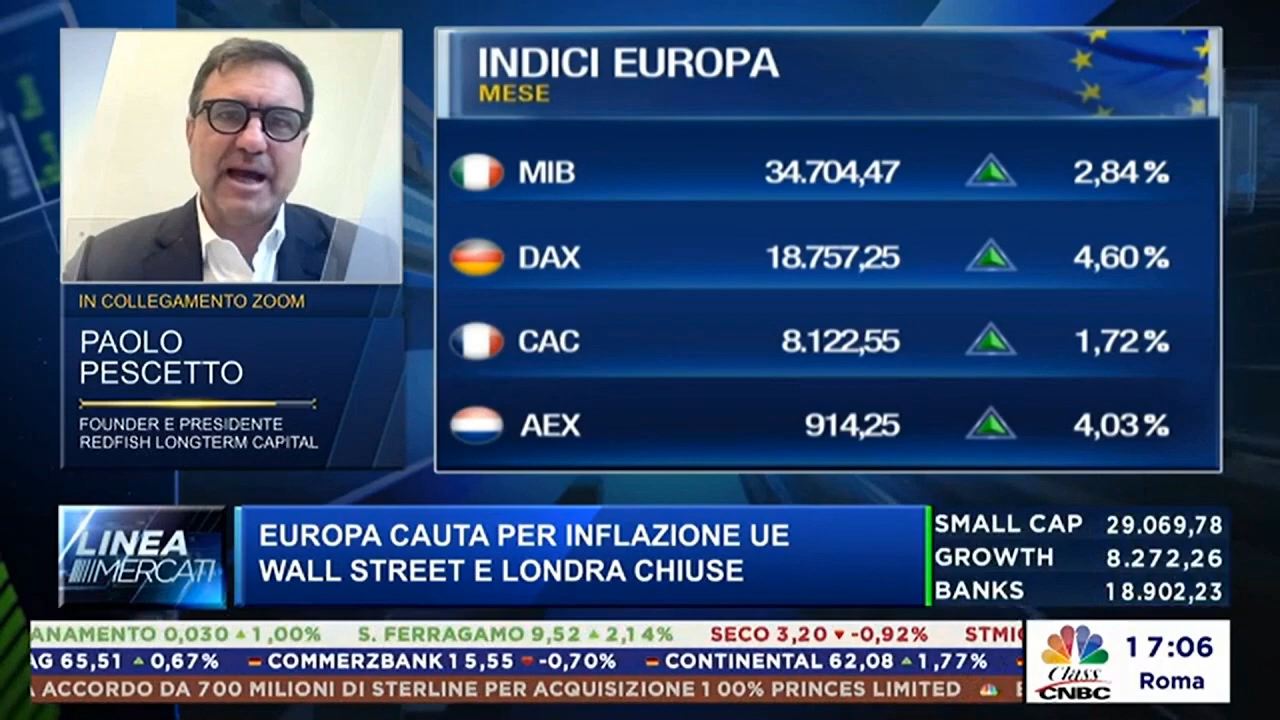 INDICI EUROPA
MESE
MIB 34.704,47 2,84%
DAX 18.757,25 4,60%
CAC 8.122,55 1,72%
AEX 914,25 4,03%
IN COLLEGAMENTO ZOOM
PAOLO
PESCETTO
FOUNDER E PRESIDENTE
REDFISH LONGTERM CAPITAL
LINEA
MERCATI
EUROPA CAUTA PER INFLAZIONE UE
WALL STREET E LONDRA CHIUSE
SMALL CAP 29.069,78
GROWTH 8.272,26
BANKS 18.902,23
ANAMENTO 0,030 1,00% S. FERRAGAMO 9,52 2,14% SECO 3,20 -0,92% STMIC
AG 65,51 0,67% COMMERZBANK 15,55 -0,70% CONTINENTAL 62,08 1,77%
ACCORDO DA 700 MILIONI DI STERLINE PER ACQUISIZIONE 100% PRINCES LIMITED
Class
CNBC
17:06
Roma